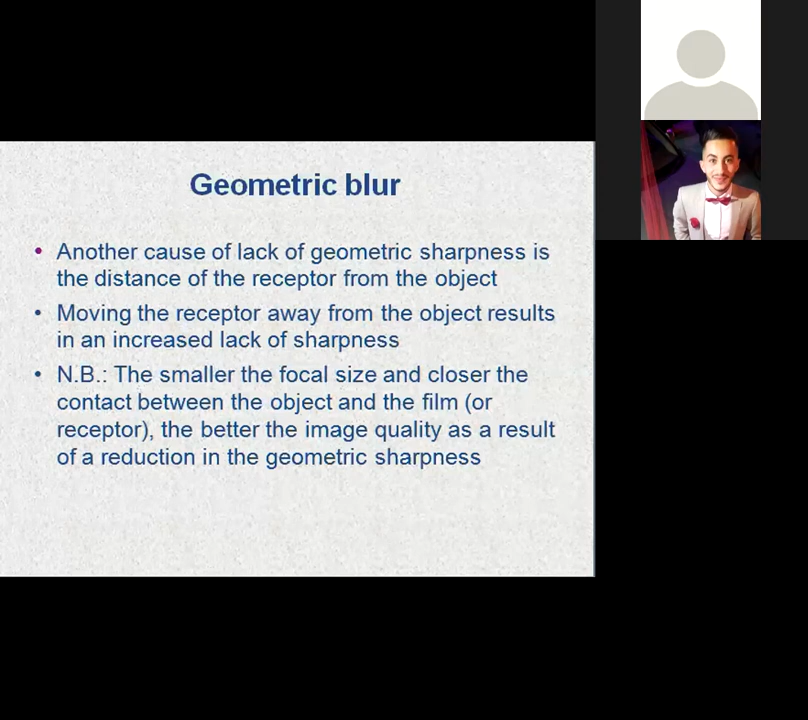 Geometric blur
• Another cause of lack of geometric sharpness is
the distance of the receptor from the object
• Moving the receptor away from the object results
in an increased lack of sharpness
• N.B.: The smaller the focal size and closer the
contact between the object and the film (or
receptor), the better the image quality as a result
of a reduction in the geometric sharpness